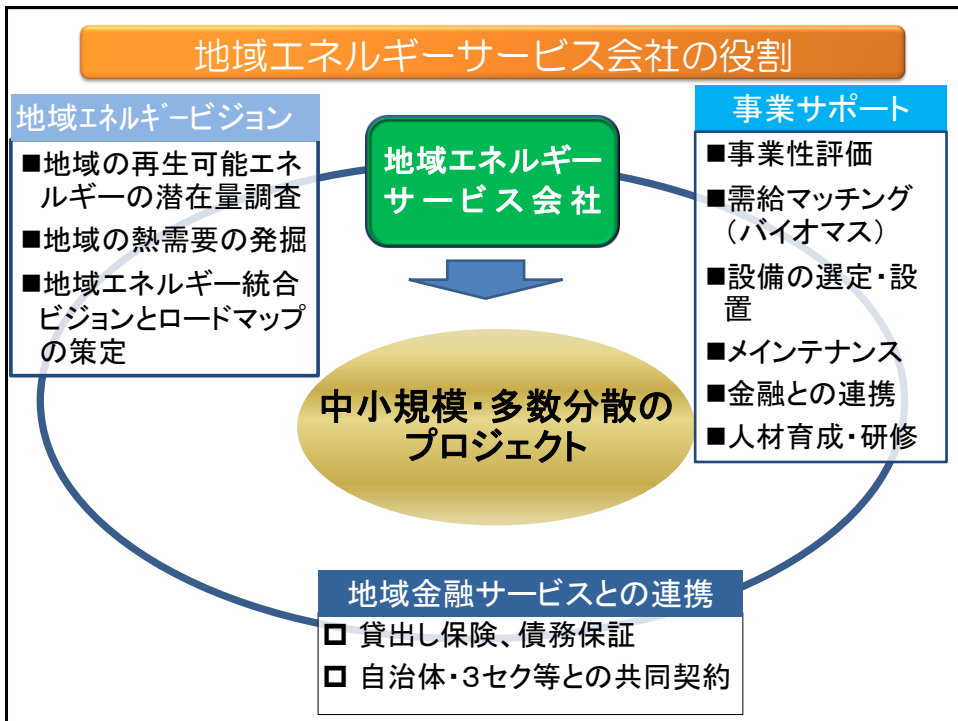 地域エネルギーサービス会社の役割
地域ｴﾈﾙｷﾞｰビジョン
■地域の再生可能エネ
ルギーの潜在量調査
■地域の熱需要の発掘
■地域エネルギー統合
ビジョンとロードマップ
の策定
地域エネルギー
サービス会社
事業サポート
■事業性評価
■需給マッチング
（バイオマス）
■設備の選定・設
置
■メインテナンス
■金融との連携
■人材育成・研修
中小規模・多数分散の
プロジェクト
地域金融サービスとの連携
□ 貸出し保険、債務保証
□ 自治体・３セク等との共同契約